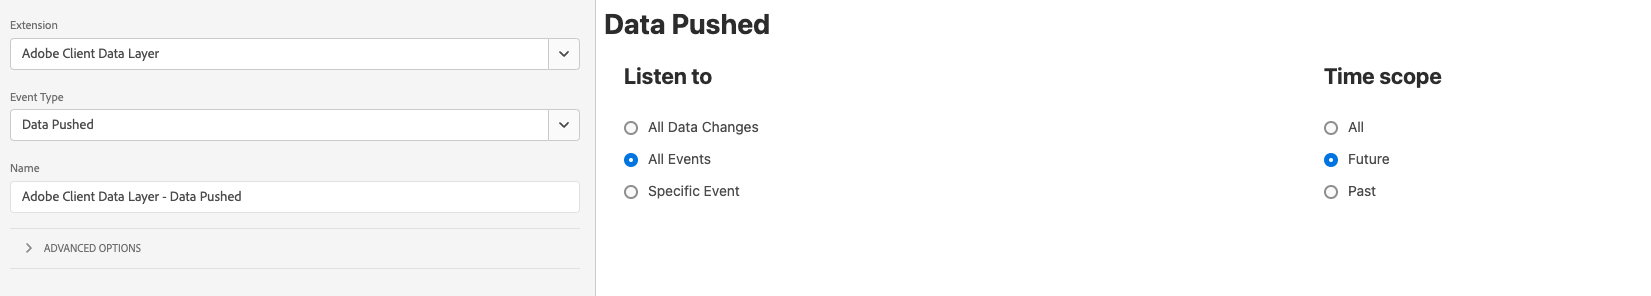 Extension
Adobe Client Data Layer
Event Type
Data Pushed
Name
Adobe Client Data Layer - Data Pushed
ADVANCED OPTIONS
Data Pushed
Listen to
All Data Changes
All Events
Specific Event
Time scope
All
Future
Past